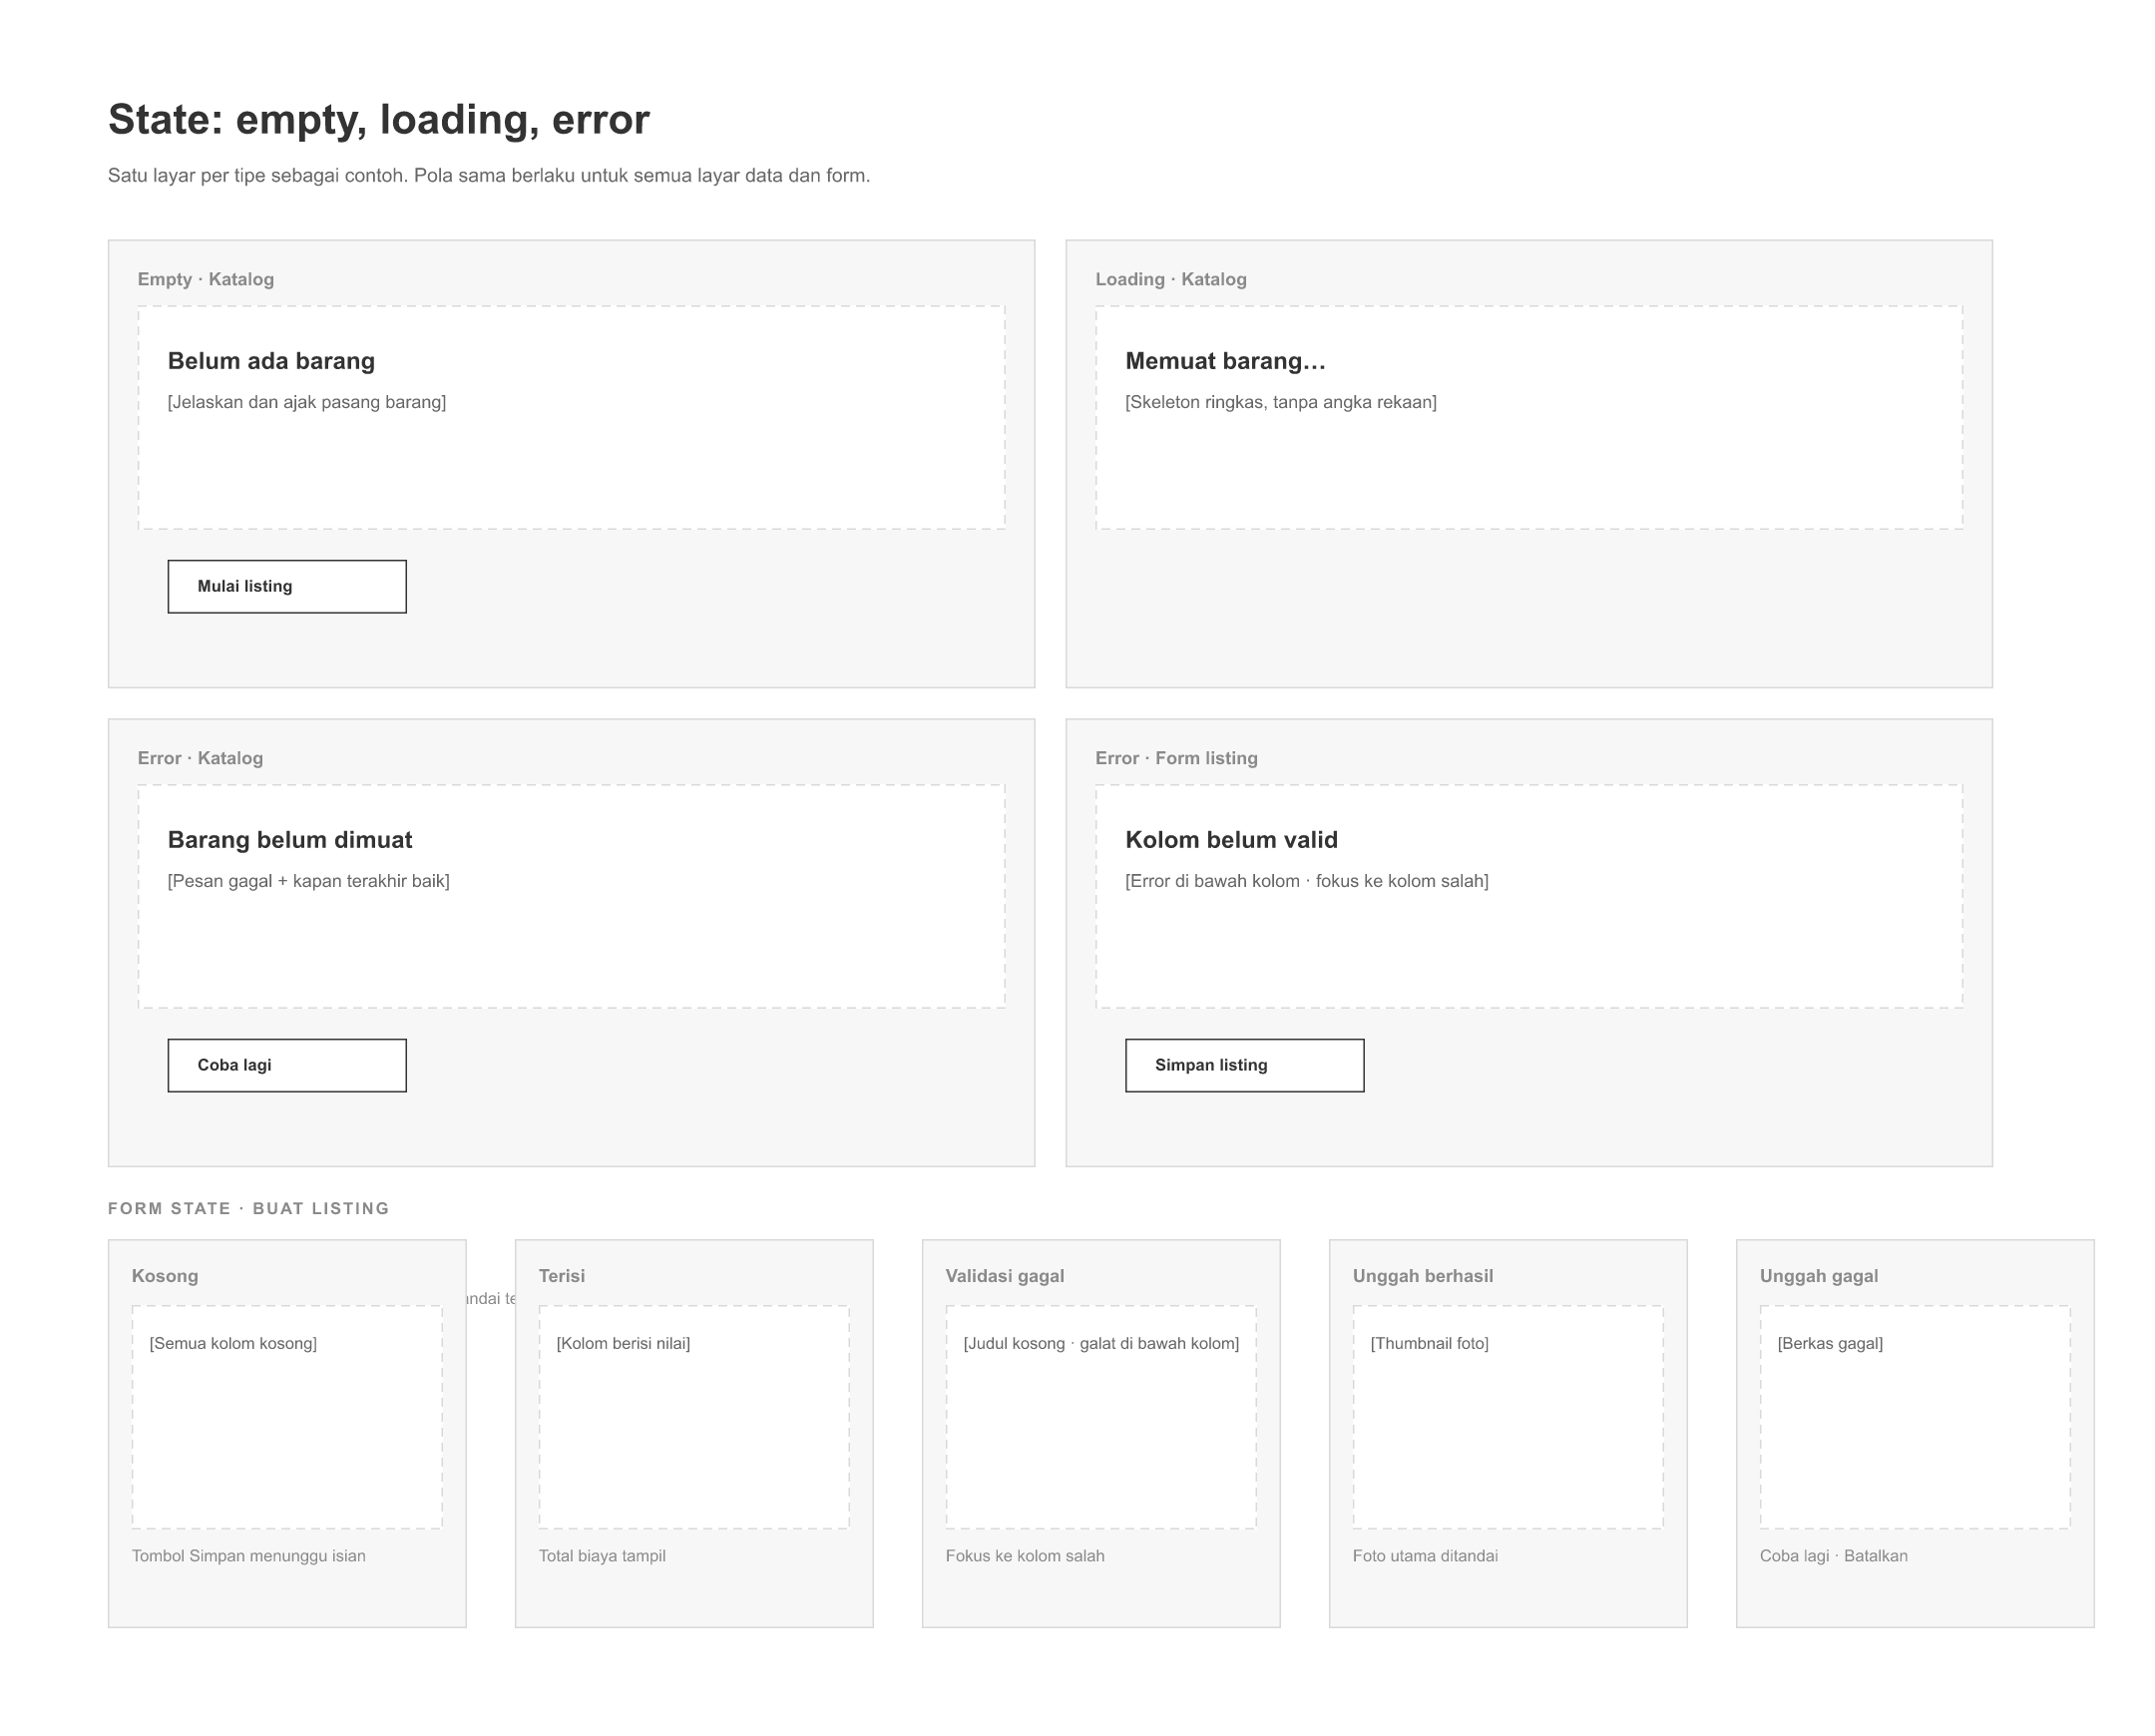 State: empty, loading, error
Satu layar per tipe sebagai contoh. Pola sama berlaku untuk semua layar data dan form.
Empty · Katalog
Belum ada barang
[Jelaskan dan ajak pasang barang]
Mulai listing
Loading · Katalog
Memuat barang…
[Skeleton ringkas, tanpa angka rekaan]
Error · Katalog
Barang belum dimuat
[Pesan gagal + kapan terakhir baik]
Coba lagi
Error · Form listing
Kolom belum valid
[Error di bawah kolom · fokus ke kolom salah]
Simpan listing
FORM STATE · BUAT LISTING
Kosong
[Semua kolom kosong]
Tombol Simpan menunggu isian
Terisi
[Kolom berisi nilai]
Total biaya tampil
Validasi gagal
[Judul kosong · galat di bawah kolom]
Fokus ke kolom salah
Unggah berhasil
[Thumbnail foto]
Foto utama ditandai
Unggah gagal
[Berkas gagal]
Coba lagi · Batalkan